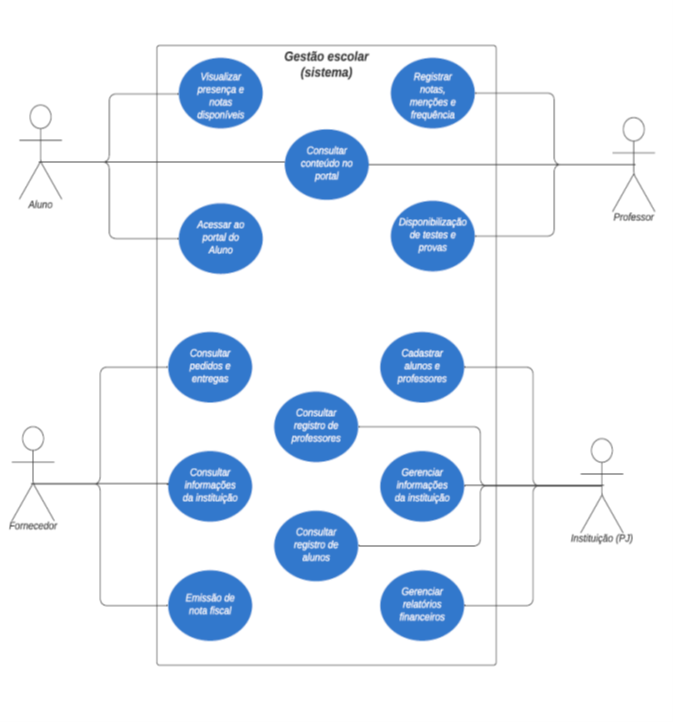 Gestão escolar
(sistema)
Visualizar
presença e
notas
disponíveis
Registrar
notas,
menções e
frequência
Consultar
conteúdo no
portal
Aluno
Professor
Acessar ao
portal do
Aluno
Disponibilização
de testes e
provas
Consultar
pedidos e
entregas
Cadastrar
alunos e
professores
Consultar
registro de
professores
Consultar
informações
da instituição
Gerenciar
informações
da instituição
Fornecedor
Instituição (PJ)
Consultar
registro de
alunos
Emissão de
nota fiscal
Gerenciar
relatórios
financeiros